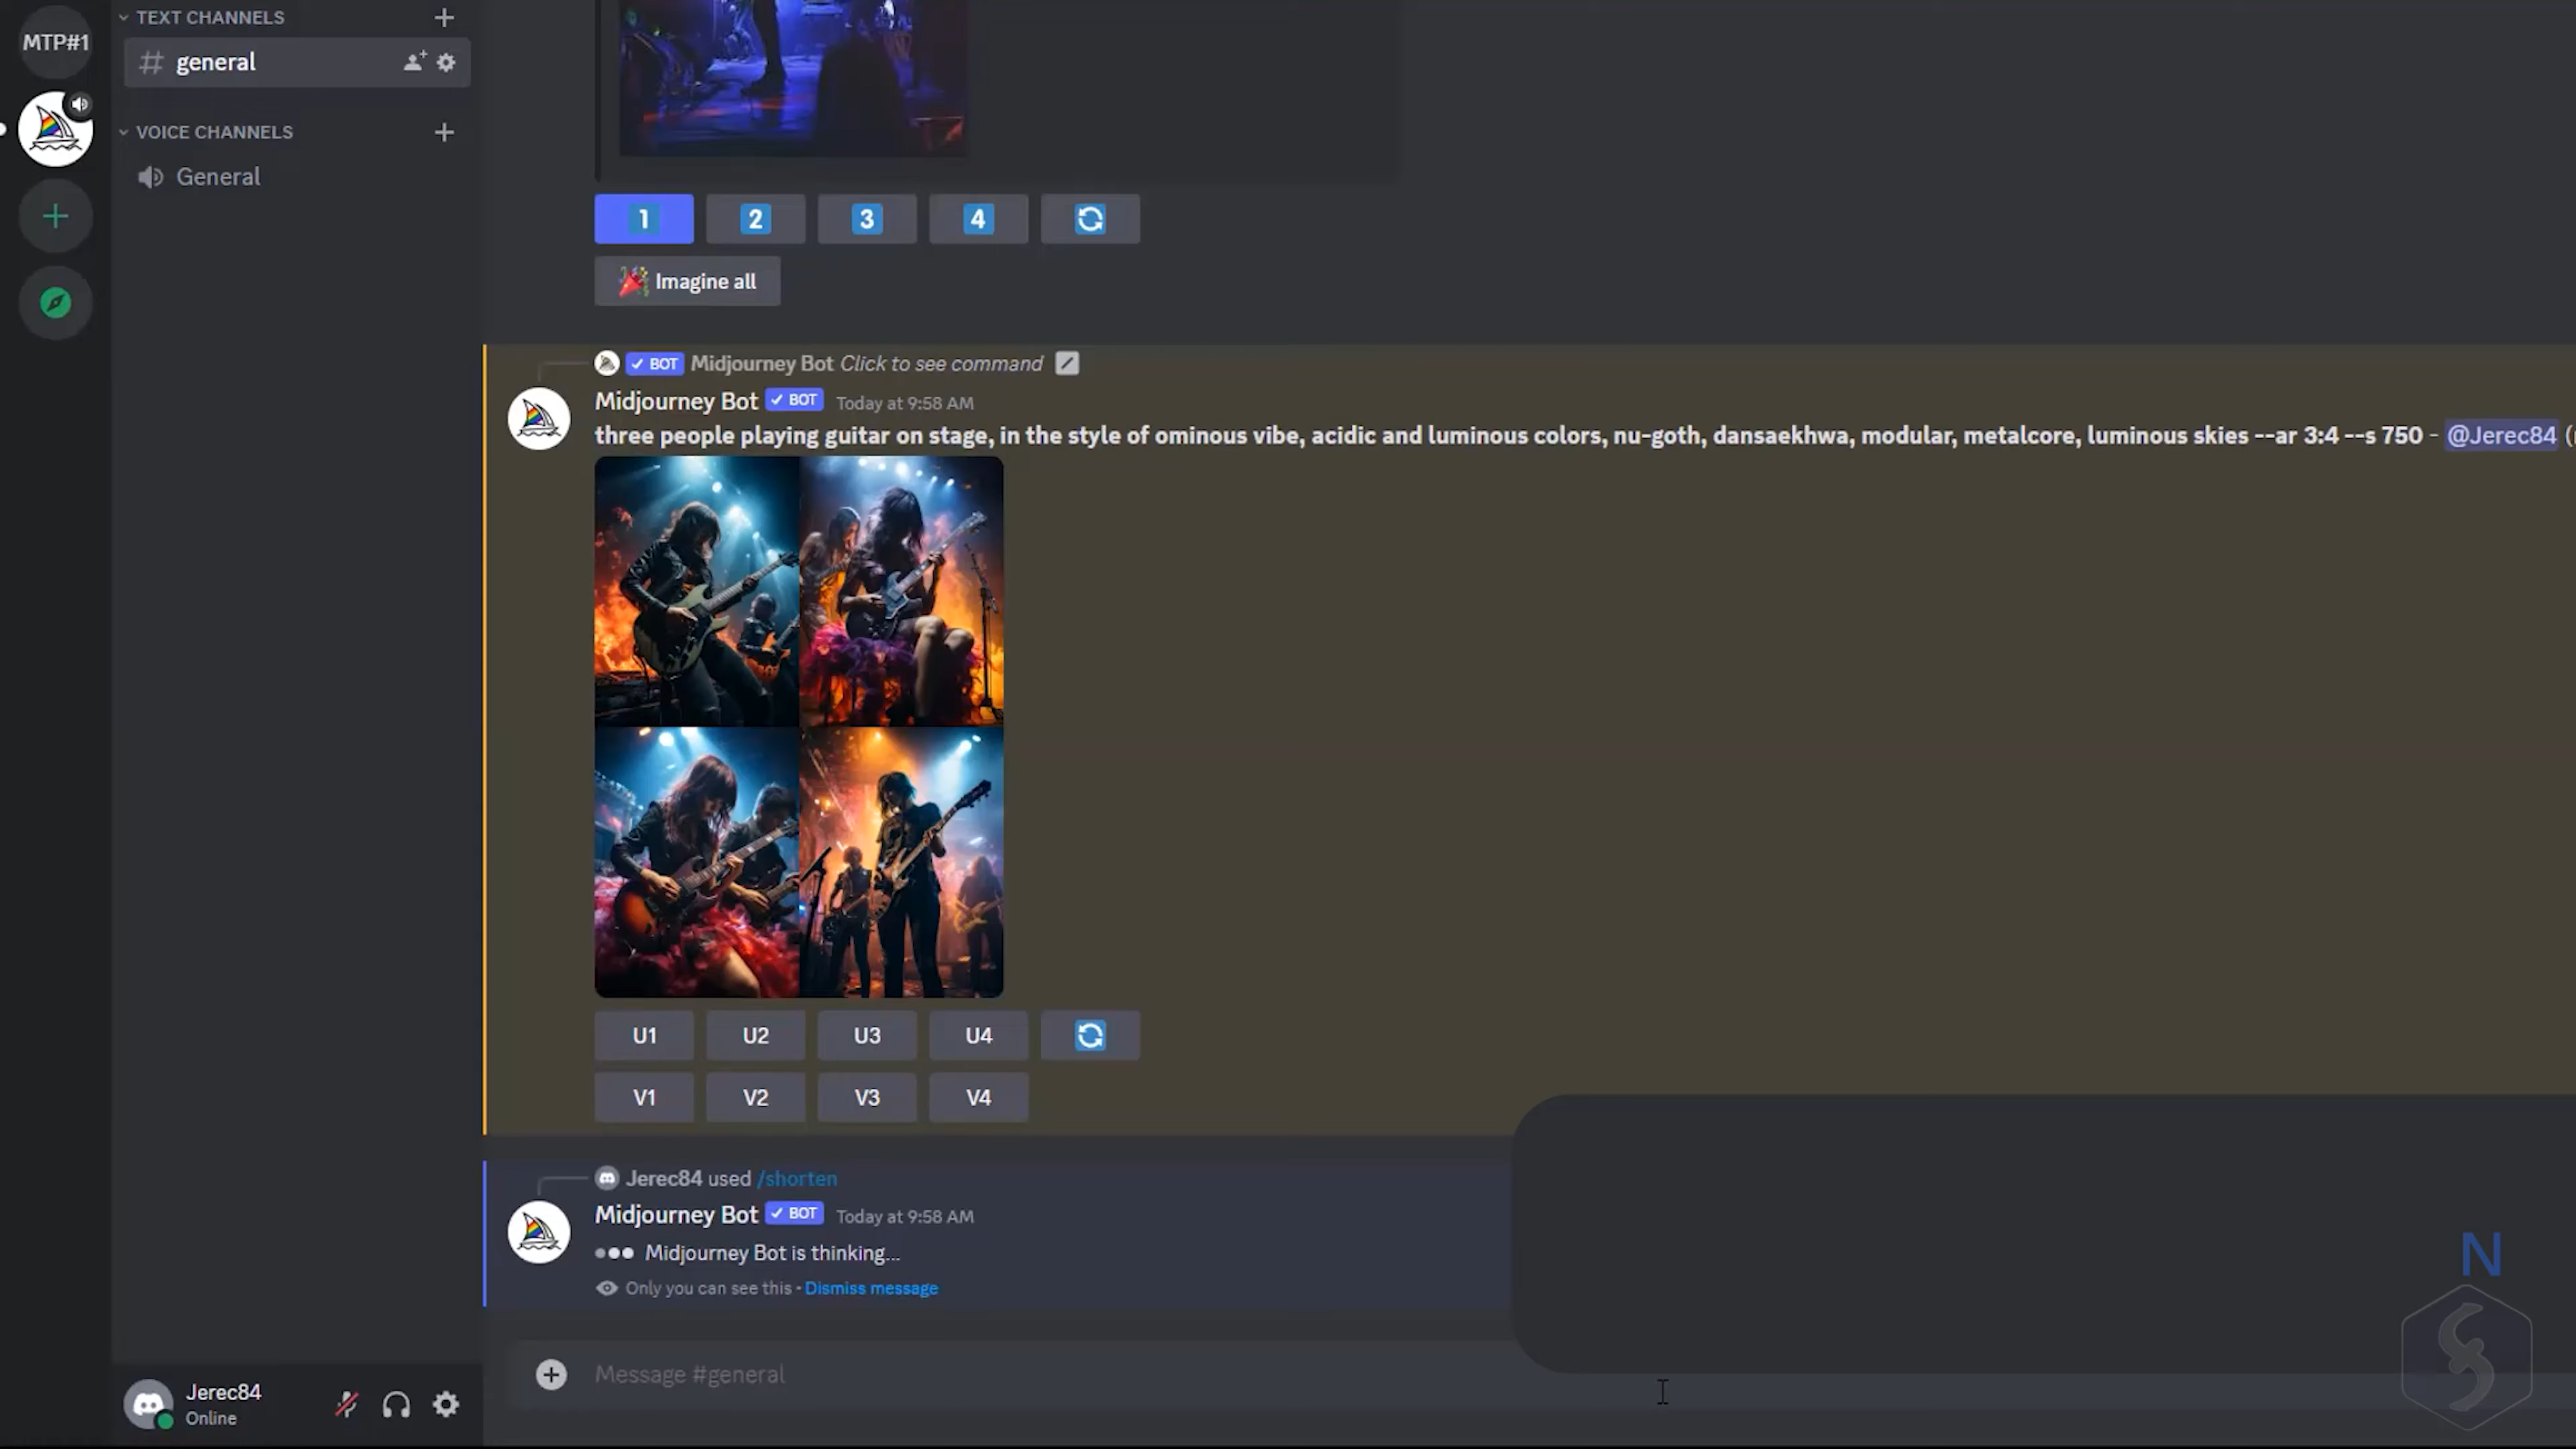 MTP#1
TEXT CHANNELS
general
VOICE CHANNELS
General
1 2 3 4
Imagine all
BOT Midjourney Bot Click to see command
Midjourney Bot BOT Today at 9:58 AM
three people playing guitar on stage, in the style of ominous vibe, acidic and luminous colors, nu-goth, dansaekhwa, modular, metalcore, luminous skies --ar 3:4 --s 750 - @Jerec84 (
U1 U2 U3 U4
V1 V2 V3 V4
Jerec84 used /shorten
Midjourney Bot BOT Today at 9:58 AM
Midjourney Bot is thinking...
Only you can see this • Dismiss message
Message #general
Jerec84
Online
N